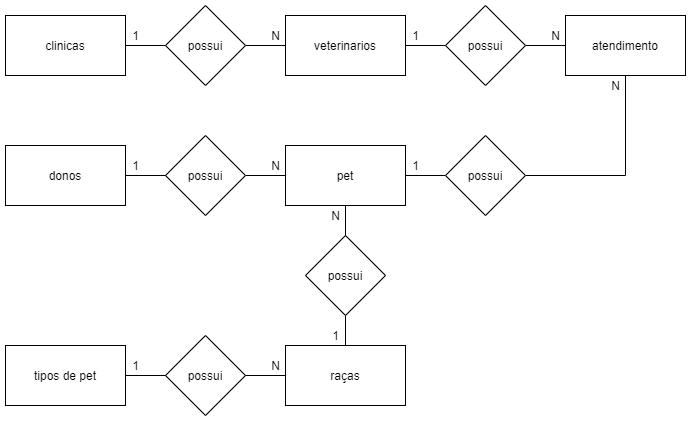 clinicas 1 possui N veterinarios 1 possui N atendimento
N
donos 1 possui N pet 1 possui
N
possui
1
tipos de pet 1 possui N raças